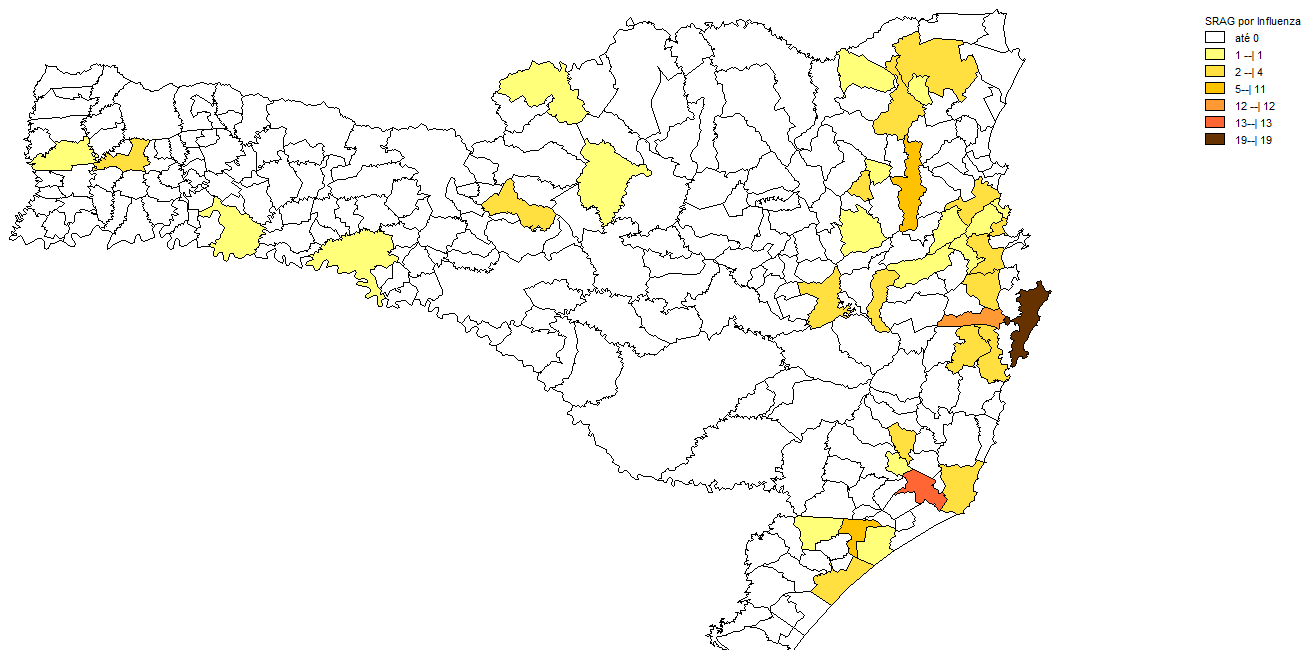 SRAG por Influenza
até 0
1 --| 1
2 --| 4
5--| 11
12 --| 12
13--| 13
19--| 19